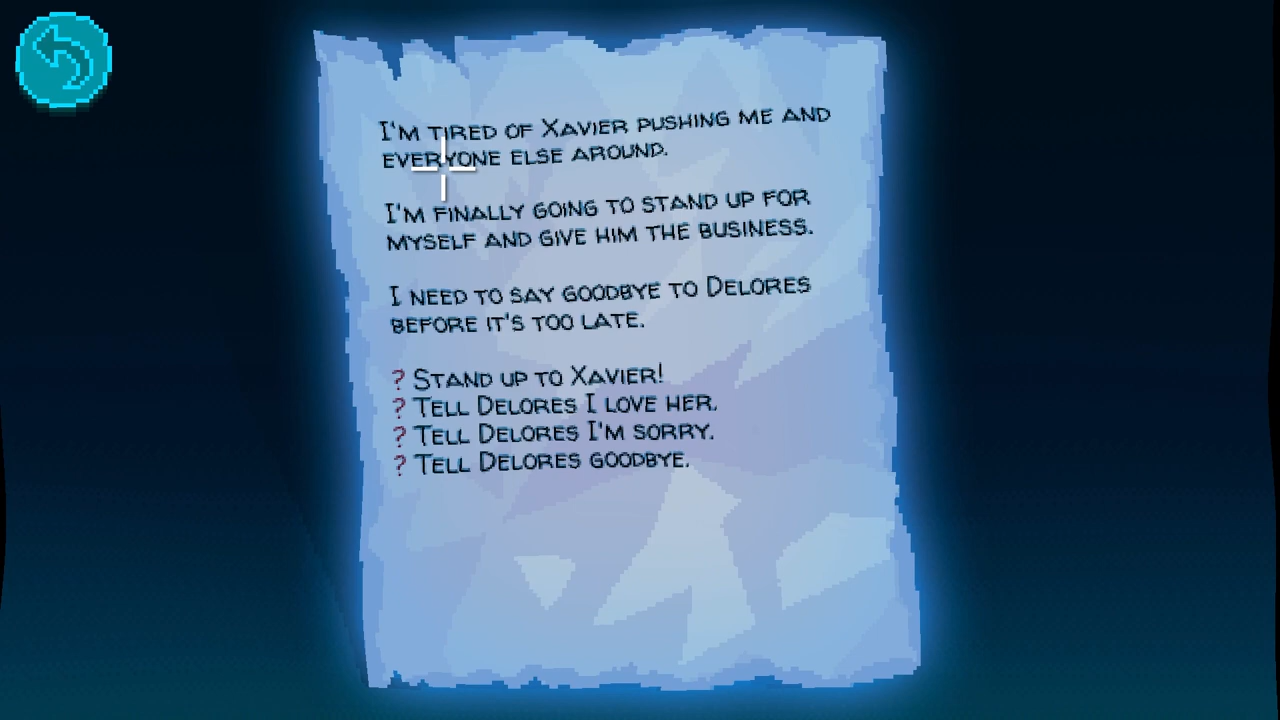 I'M TIRED OF XAVIER PUSHING ME AND
EVERYONE ELSE AROUND.
I'M FINALLY GOING TO STAND UP FOR
MYSELF AND GIVE HIM THE BUSINESS.
I NEED TO SAY GOODBYE TO DELORES
BEFORE IT'S TOO LATE.
? STAND UP TO XAVIER!
? TELL DELORES I LOVE HER.
? TELL DELORES I'M SORRY.
? TELL DELORES GOODBYE.